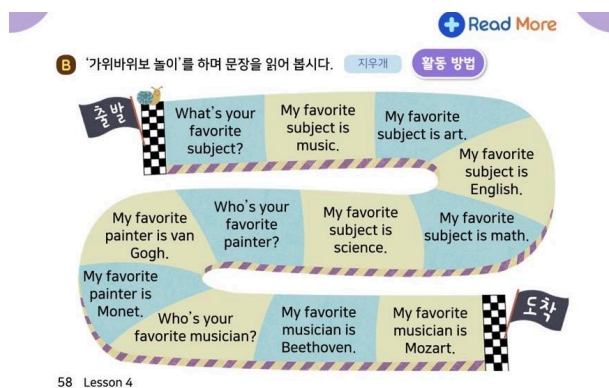 Read More
B '가위바위보 놀이'를 하며 문장을 읽어 봅시다. 지우개 활동 방법
출발
What's your
favorite
subject?
My favorite
subject is
music.
My favorite
subject is art.
My favorite
subject is
English.
My favorite
subject is math.
My favorite
subject is
science.
Who's your
favorite
painter?
My favorite
painter is van
Gogh.
My favorite
painter is
Monet.
Who's your
favorite musician?
My favorite
musician is
Beethoven.
My favorite
musician is
Mozart.
도착
58 Lesson 4